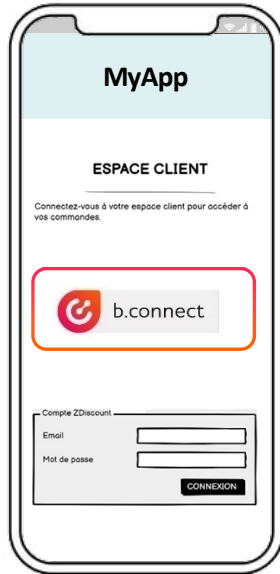 MyApp
ESPACE CLIENT
Connectez-vous à votre espace client pour accéder à
vos commandes.
b.connect
Compte ZDiscount
Email
Mot de passe
CONNEXION